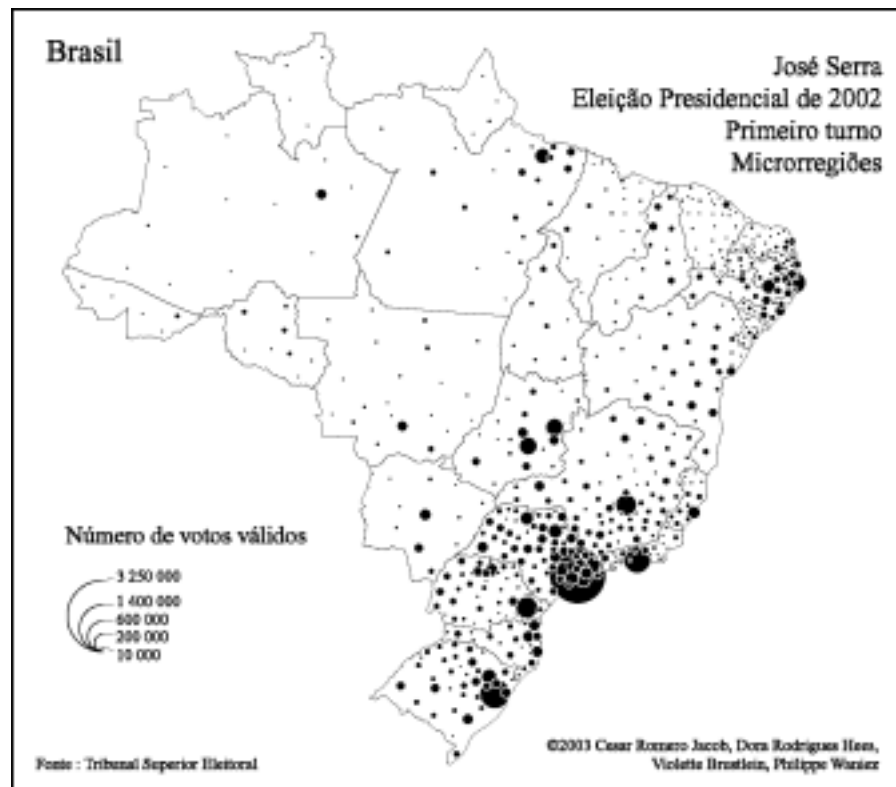 Brasil
José Serra
Eleição Presidencial de 2002
Primeiro turno
Microrregiões
Número de votos válidos
3 250 000
1 400 000
600 000
200 000
10 000
Fonte : Tribunal Superior Eleitoral
©2003 Cesar Romero Jacob, Dora Rodrigues Hees,
Violette Brustlein, Philippe Waniez